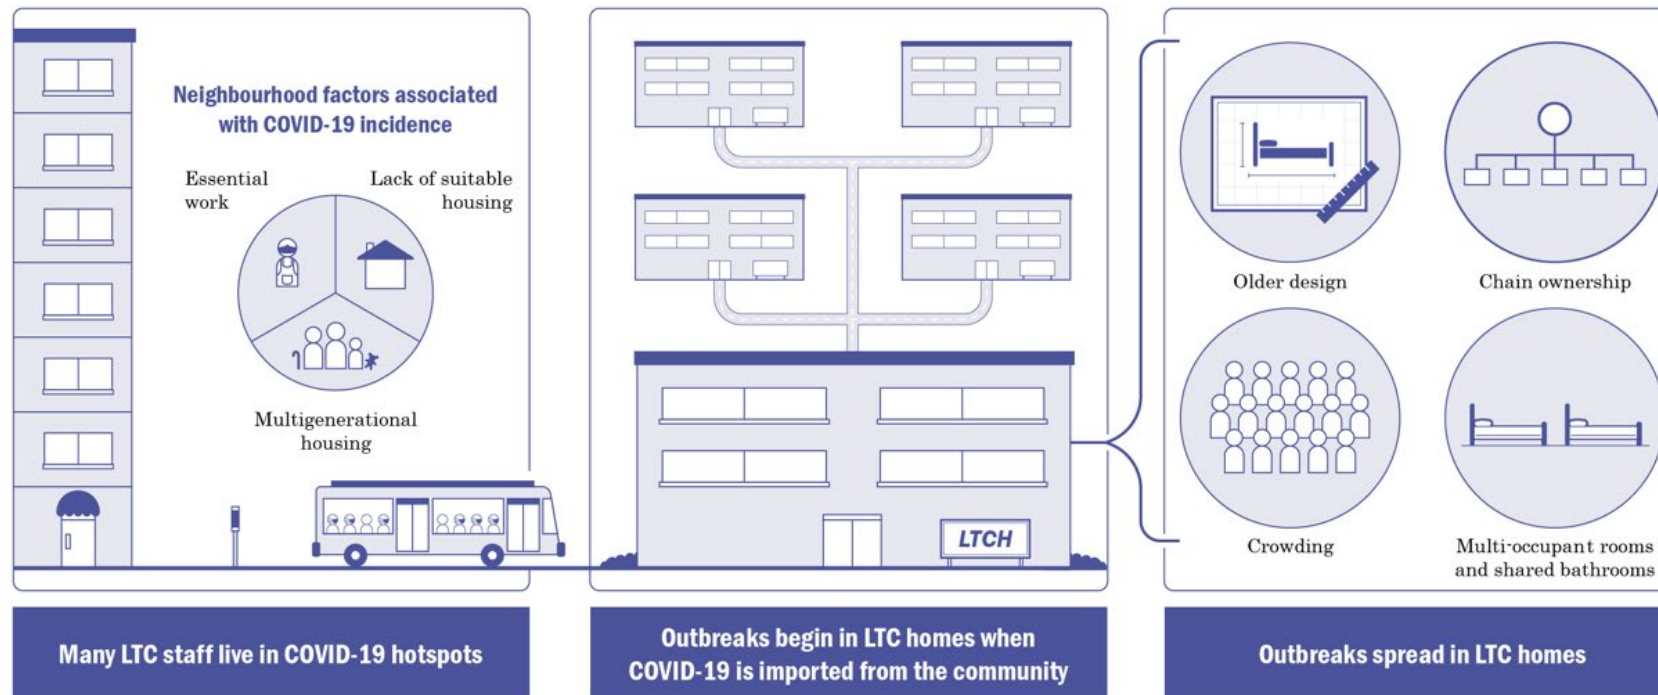 Neighbourhood factors associated
with COVID-19 incidence
Essential
work
Lack of suitable
housing
Multigenerational
housing
Many LTC staff live in COVID-19 hotspots
LTCH
Outbreaks begin in LTC homes when
COVID-19 is imported from the community
Older design
Chain ownership
Crowding
Multi-occupant rooms
and shared bathrooms
Outbreaks spread in LTC homes